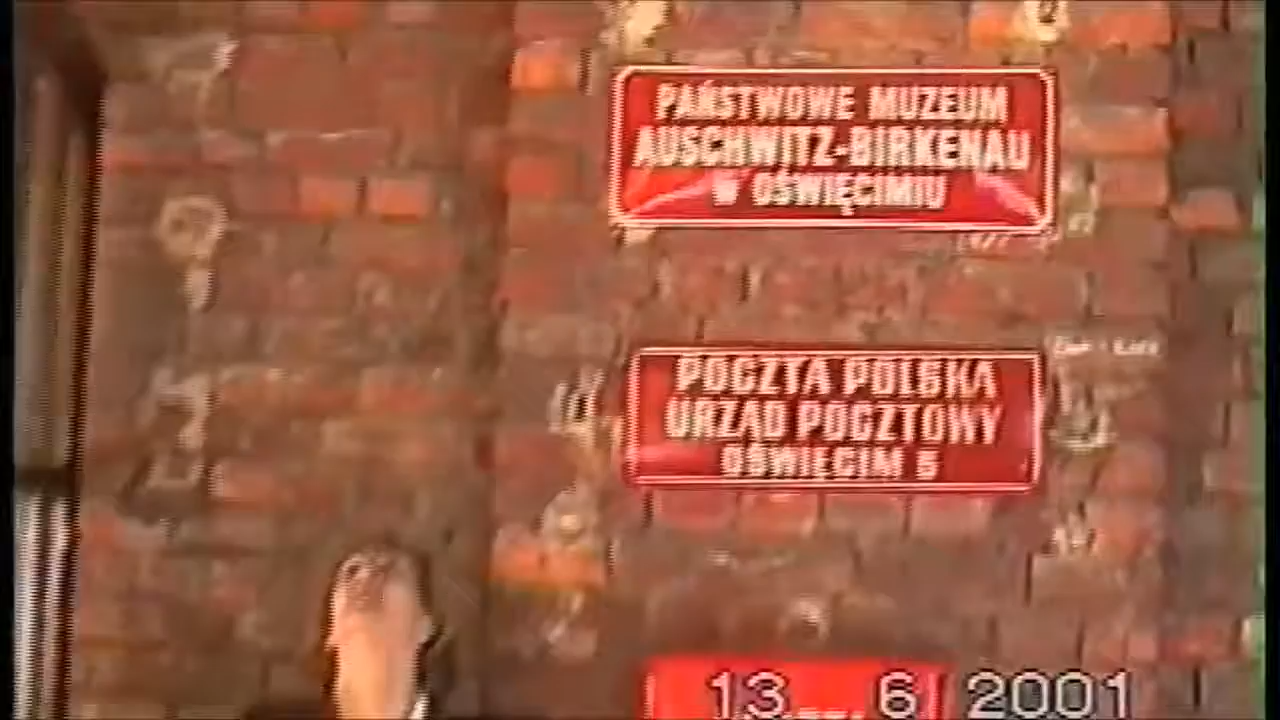 PAŃSTWOWE MUZEUM
AUSCHWITZ-BIRKENAU
W OŚWIĘCIMIU
POCZTA POLSKA
URZĄD POCZTOWY
OŚWIĘCIM 5
13. 6. 2001